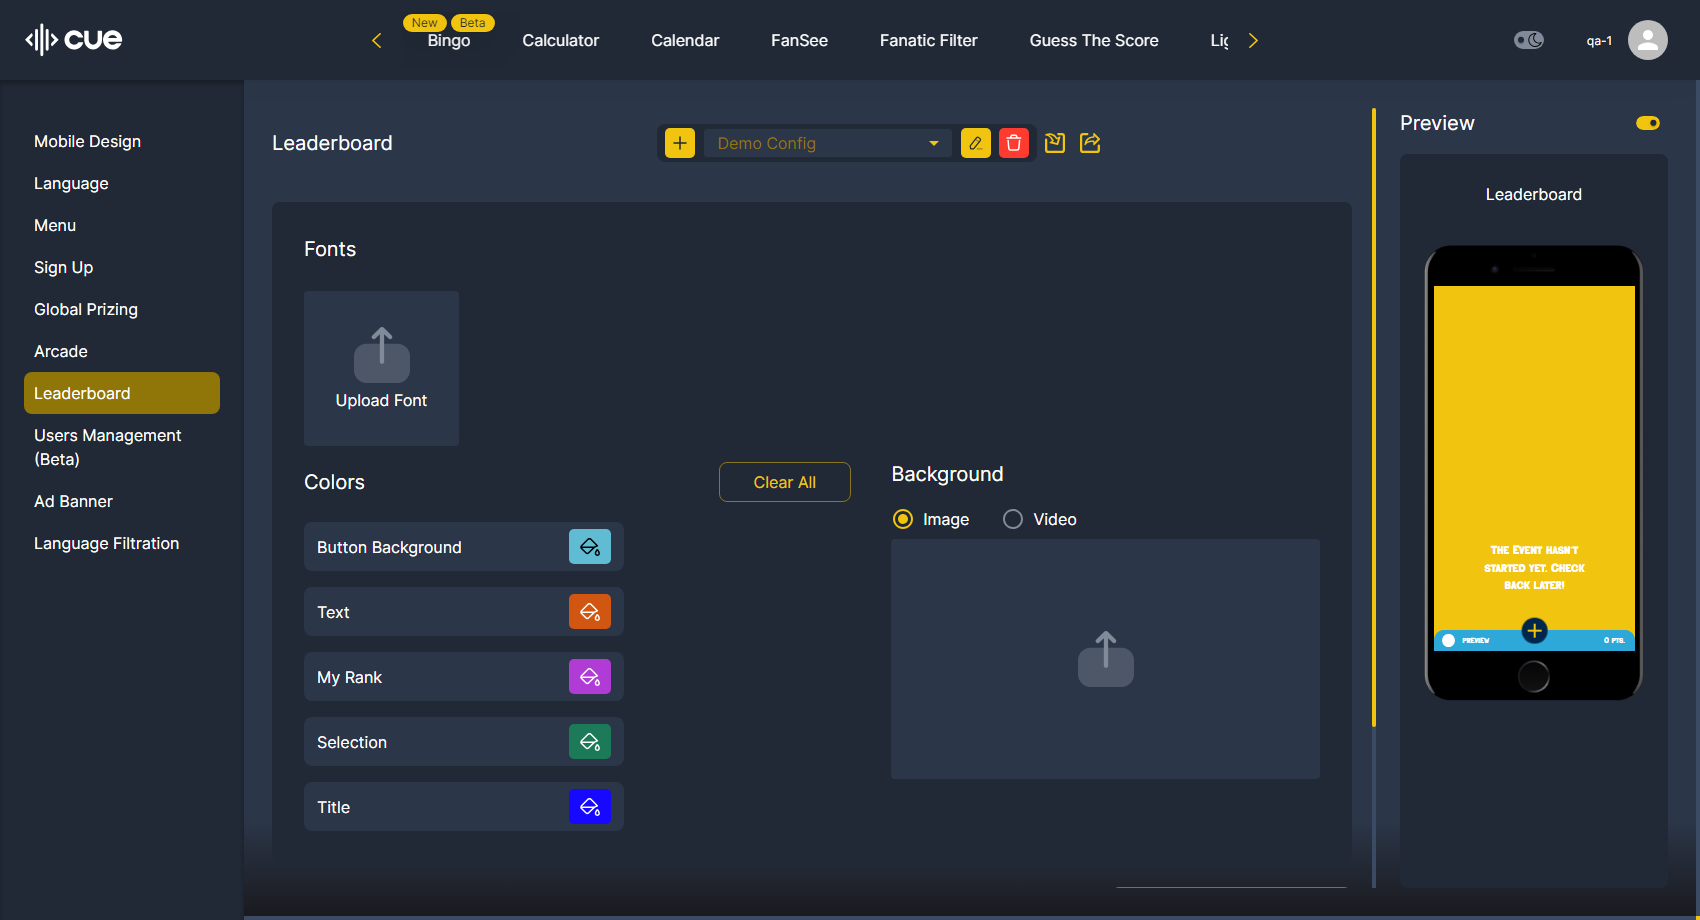 cue
New
Beta
Bingo
Calculator
Calendar
FanSee
Fanatic Filter
Guess The Score
Lig
qa-1
Mobile Design
Language
Menu
Sign Up
Global Prizing
Arcade
Leaderboard
Users Management
(Beta)
Ad Banner
Language Filtration
Leaderboard
Demo Config
Fonts
Upload Font
Colors
Clear All
Button Background
Text
My Rank
Selection
Title
Background
Image
Video
Preview
Leaderboard
The Event hasn't
started yet. Check
back later!
PREVIEW
0 PTS.